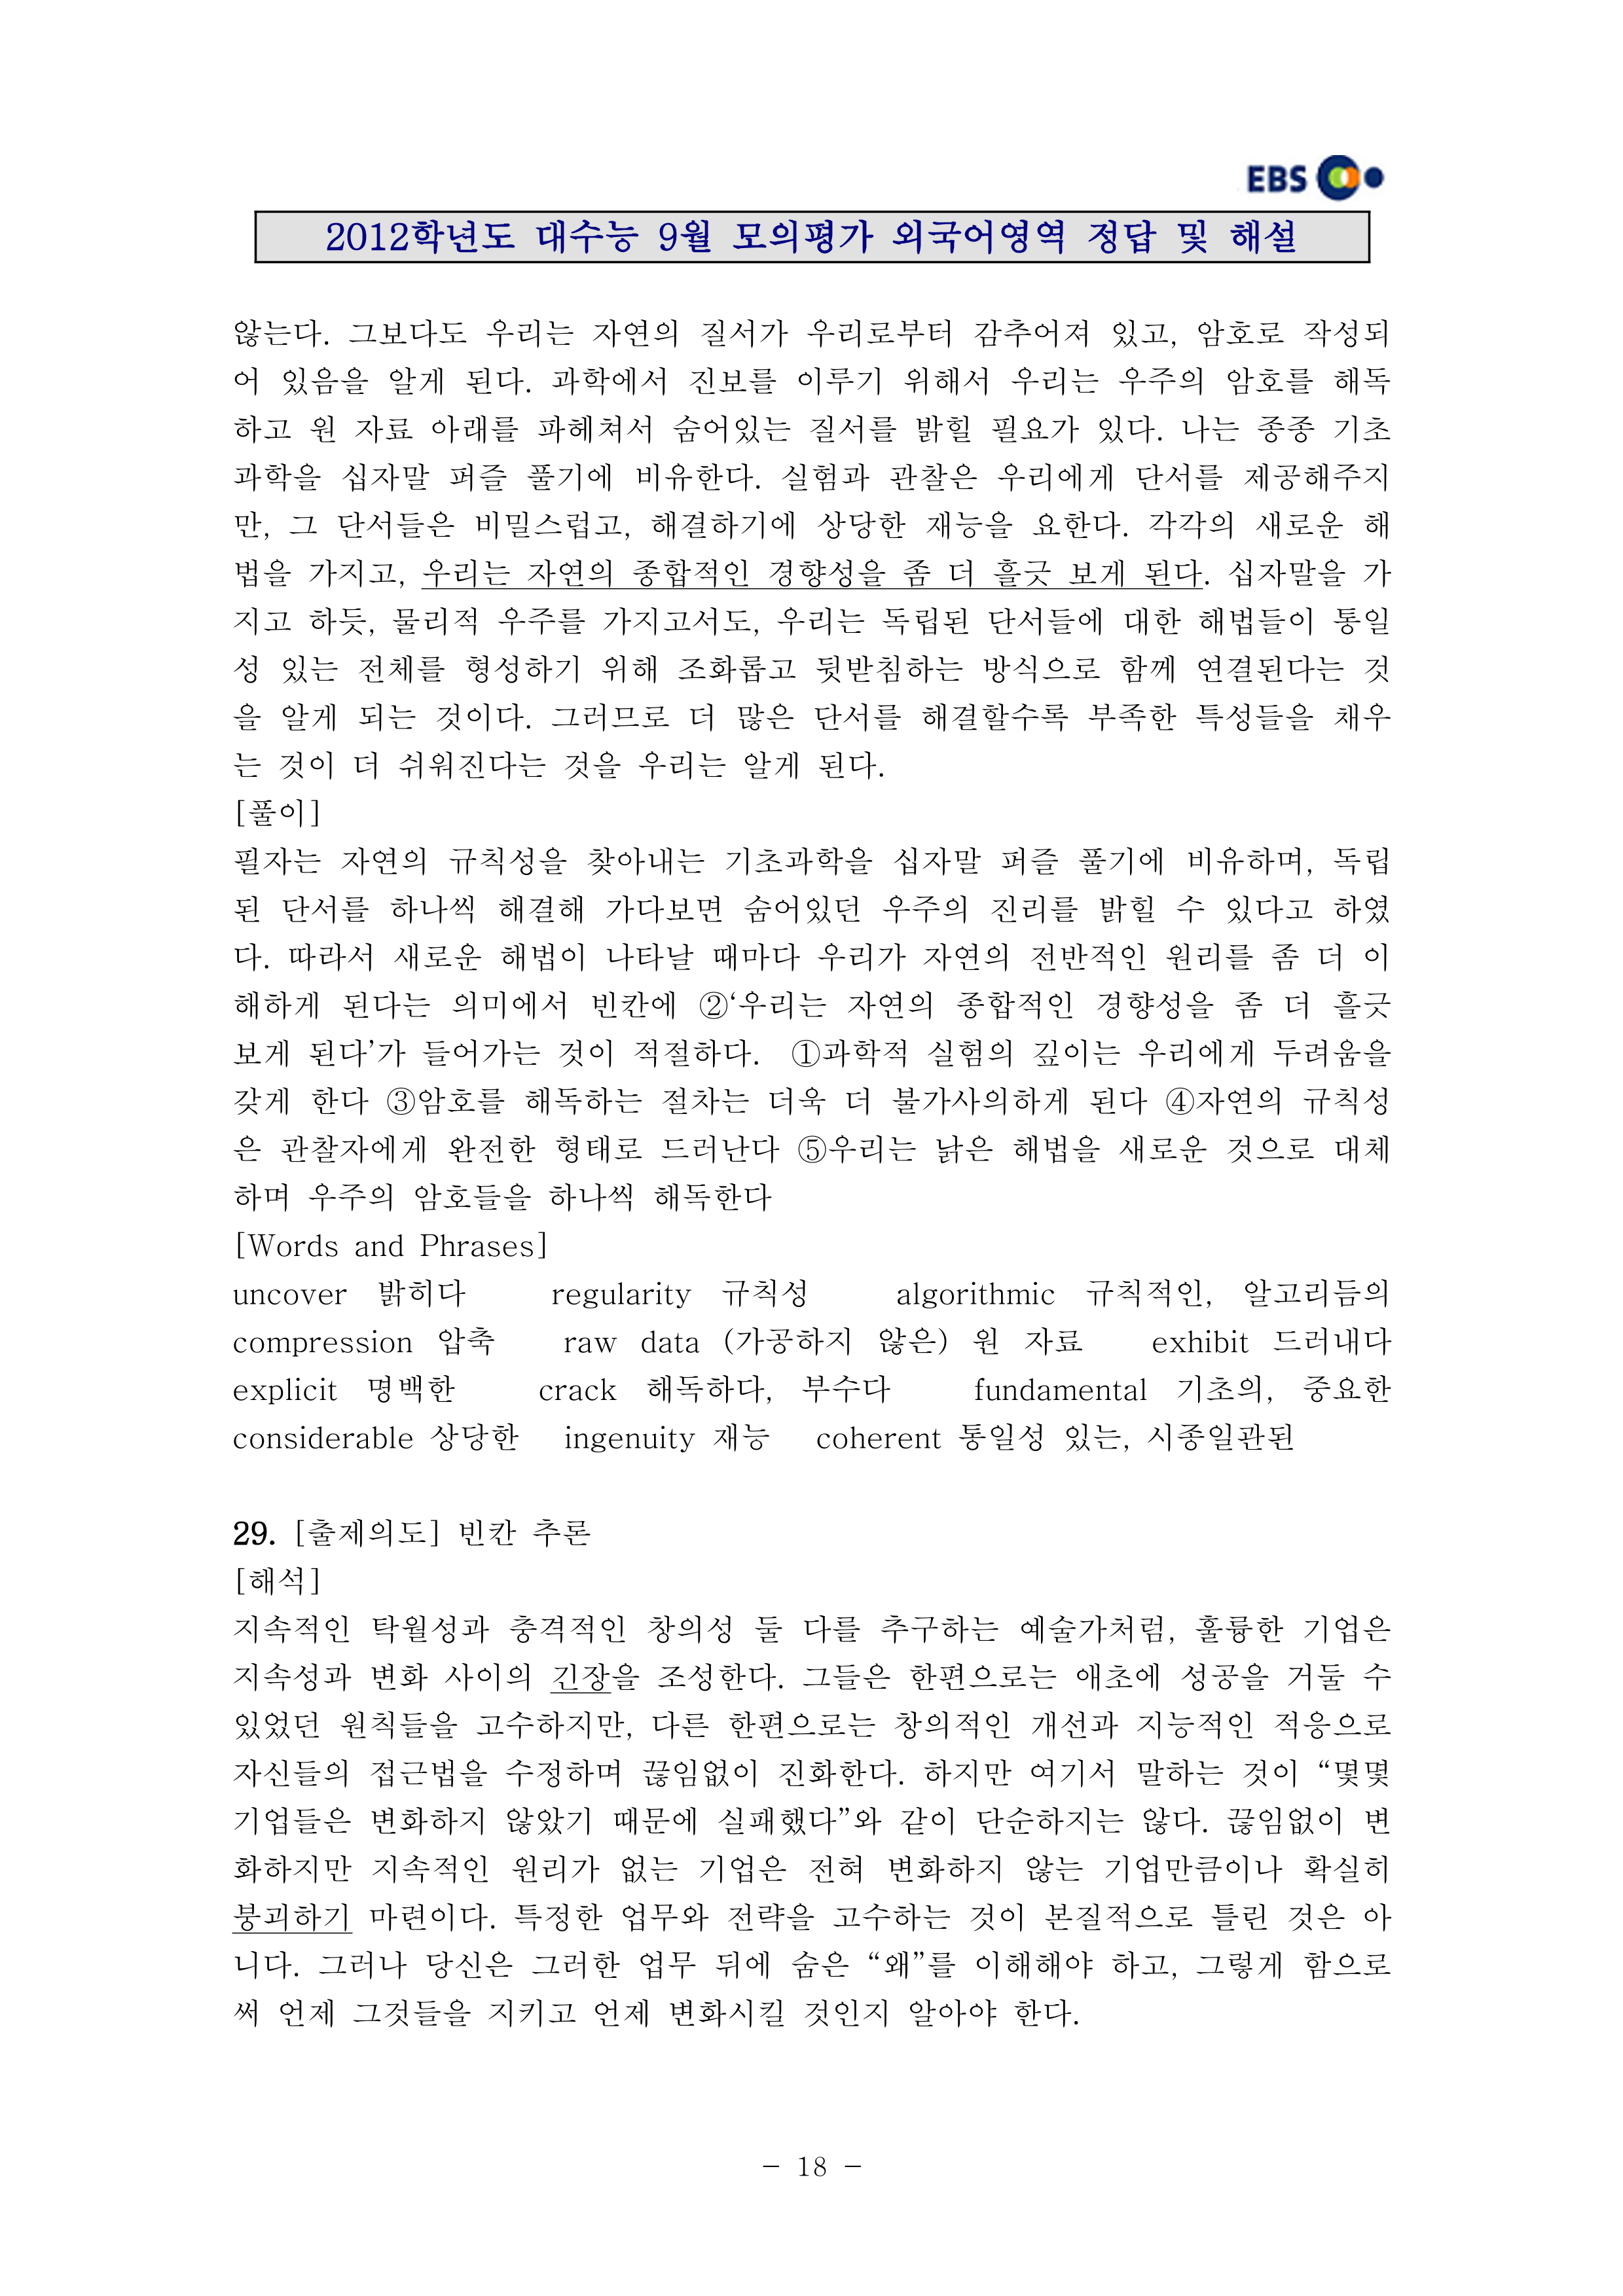 EBS
2012학년도 대수능 9월 모의평가 외국어영역 정답 및 해설
않는다. 그보다도 우리는 자연의 질서가 우리로부터 감추어져 있고, 암호로 작성되
어 있음을 알게 된다. 과학에서 진보를 이루기 위해서 우리는 우주의 암호를 해독
하고 원 자료 아래를 파헤쳐서 숨어있는 질서를 밝힐 필요가 있다. 나는 종종 기초
과학을 십자말 퍼즐 풀기에 비유한다. 실험과 관찰은 우리에게 단서를 제공해주지
만, 그 단서들은 비밀스럽고, 해결하기에 상당한 재능을 요한다. 각각의 새로운 해
법을 가지고, 우리는 자연의 종합적인 경향성을 좀 더 흘긋 보게 된다. 십자말을 가
지고 하듯, 물리적 우주를 가지고서도, 우리는 독립된 단서들에 대한 해법들이 통일
성 있는 전체를 형성하기 위해 조화롭고 뒷받침하는 방식으로 함께 연결된다는 것
을 알게 되는 것이다. 그러므로 더 많은 단서를 해결할수록 부족한 특성들을 채우
는 것이 더 쉬워진다는 것을 우리는 알게 된다.
[풀이]
필자는 자연의 규칙성을 찾아내는 기초과학을 십자말 퍼즐 풀기에 비유하며, 독립
된 단서를 하나씩 해결해 가다보면 숨어있던 우주의 진리를 밝힐 수 있다고 하였
다. 따라서 새로운 해법이 나타날 때마다 우리가 자연의 전반적인 원리를 좀 더 이
해하게 된다는 의미에서 빈칸에 ②‘우리는 자연의 종합적인 경향성을 좀 더 흘긋
보게 된다’가 들어가는 것이 적절하다. ①과학적 실험의 깊이는 우리에게 두려움을
갖게 한다 ③암호를 해독하는 절차는 더욱 더 불가사의하게 된다 ④자연의 규칙성
은 관찰자에게 완전한 형태로 드러난다 ⑤우리는 낡은 해법을 새로운 것으로 대체
하며 우주의 암호들을 하나씩 해독한다
[Words and Phrases]
uncover 밝히다 regularity 규칙성 algorithmic 규칙적인, 알고리듬의
compression 압축 raw data (가공하지 않은) 원 자료 exhibit 드러내다
explicit 명백한 crack 해독하다, 부수다 fundamental 기초의, 중요한
considerable 상당한 ingenuity 재능 coherent 통일성 있는, 시종일관된
29. [출제의도] 빈칸 추론
[해석]
지속적인 탁월성과 충격적인 창의성 둘 다를 추구하는 예술가처럼, 훌륭한 기업은
지속성과 변화 사이의 긴장을 조성한다. 그들은 한편으로는 애초에 성공을 거둘 수
있었던 원칙들을 고수하지만, 다른 한편으로는 창의적인 개선과 지능적인 적응으로
자신들의 접근법을 수정하며 끊임없이 진화한다. 하지만 여기서 말하는 것이 “몇몇
기업들은 변화하지 않았기 때문에 실패했다”와 같이 단순하지는 않다. 끊임없이 변
화하지만 지속적인 원리가 없는 기업은 전혀 변화하지 않는 기업만큼이나 확실히
붕괴하기 마련이다. 특정한 업무와 전략을 고수하는 것이 본질적으로 틀린 것은 아
니다. 그러나 당신은 그러한 업무 뒤에 숨은 “왜”를 이해해야 하고, 그렇게 함으로
써 언제 그것들을 지키고 언제 변화시킬 것인지 알아야 한다.
- 18 -